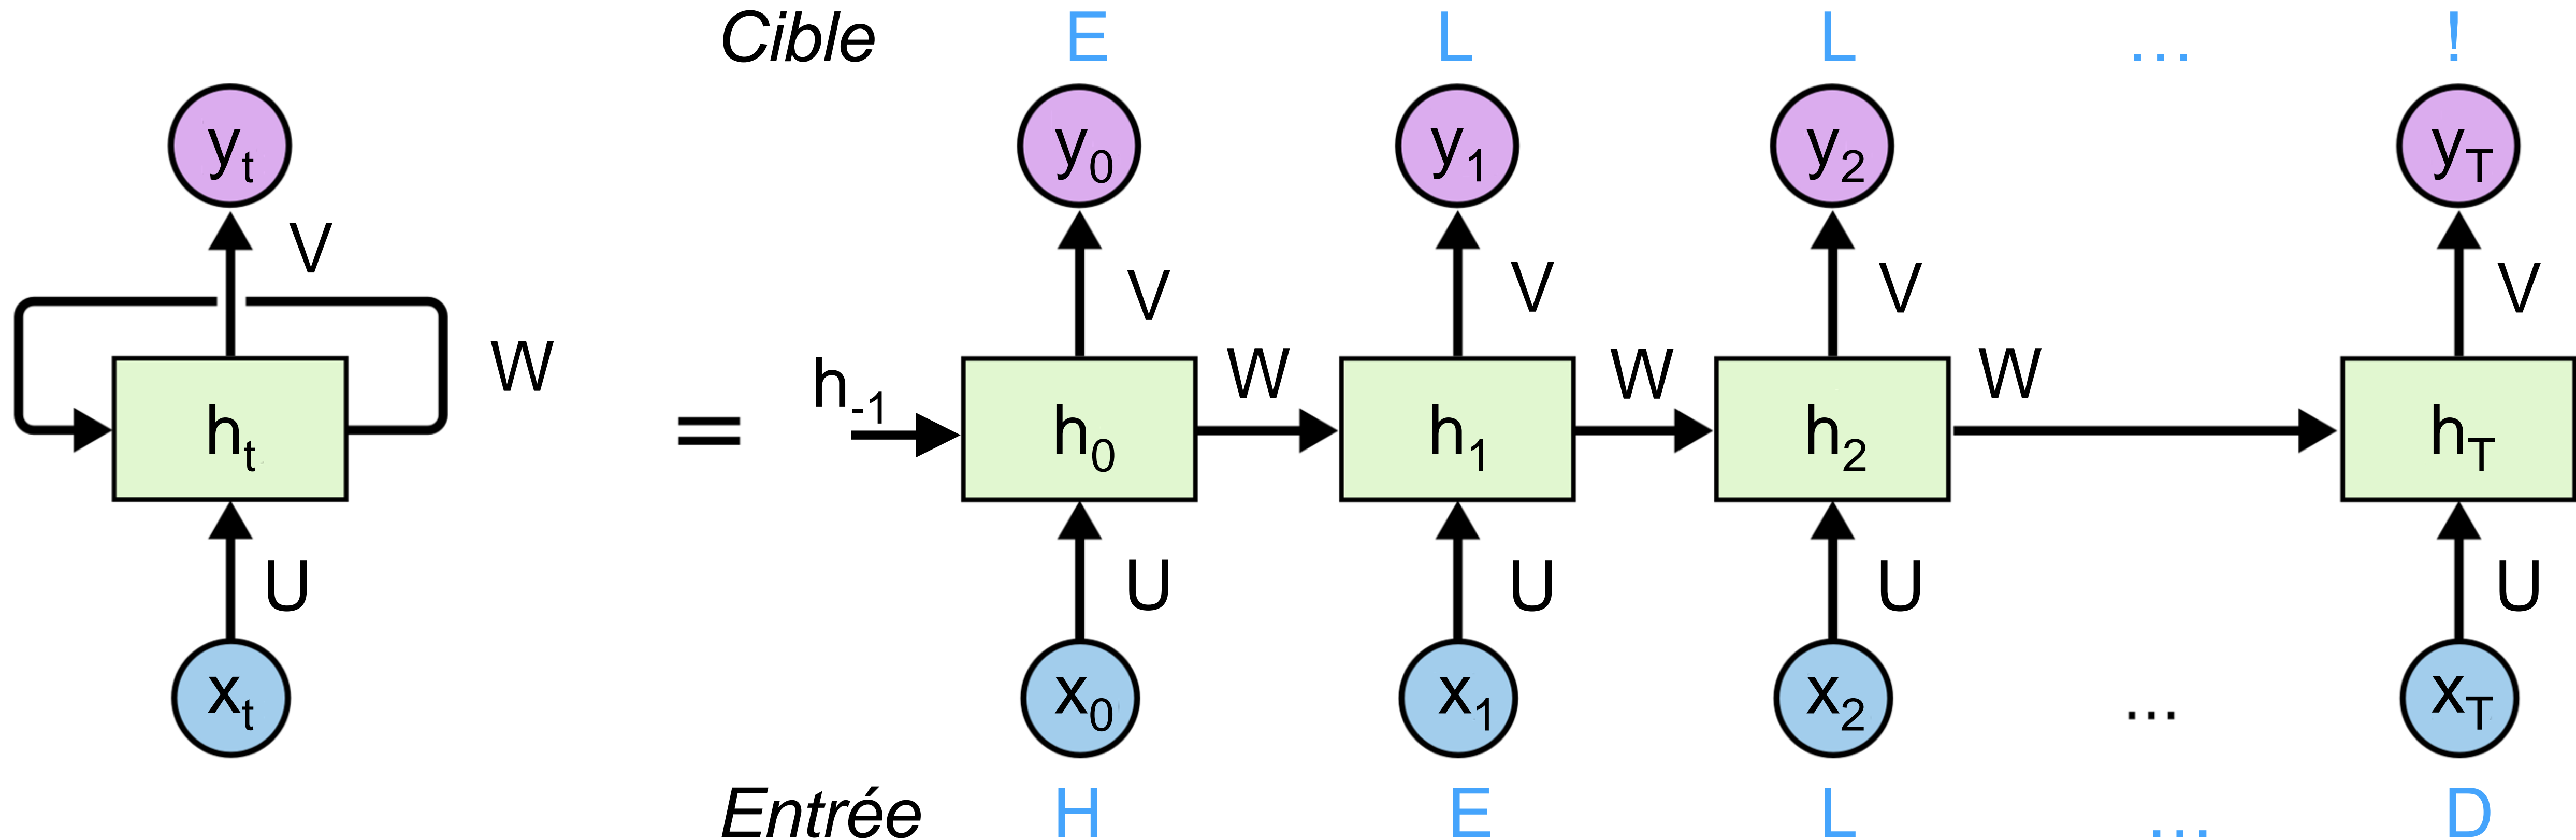 Cible E L L ... !
y_t y_0 y_1 y_2 y_T
V V V V V
W h_-1 W W W
h_t = h_0 h_1 h_2 h_T
U U U U U
x_t x_0 x_1 x_2 ... x_T
Entrée H E L ... D